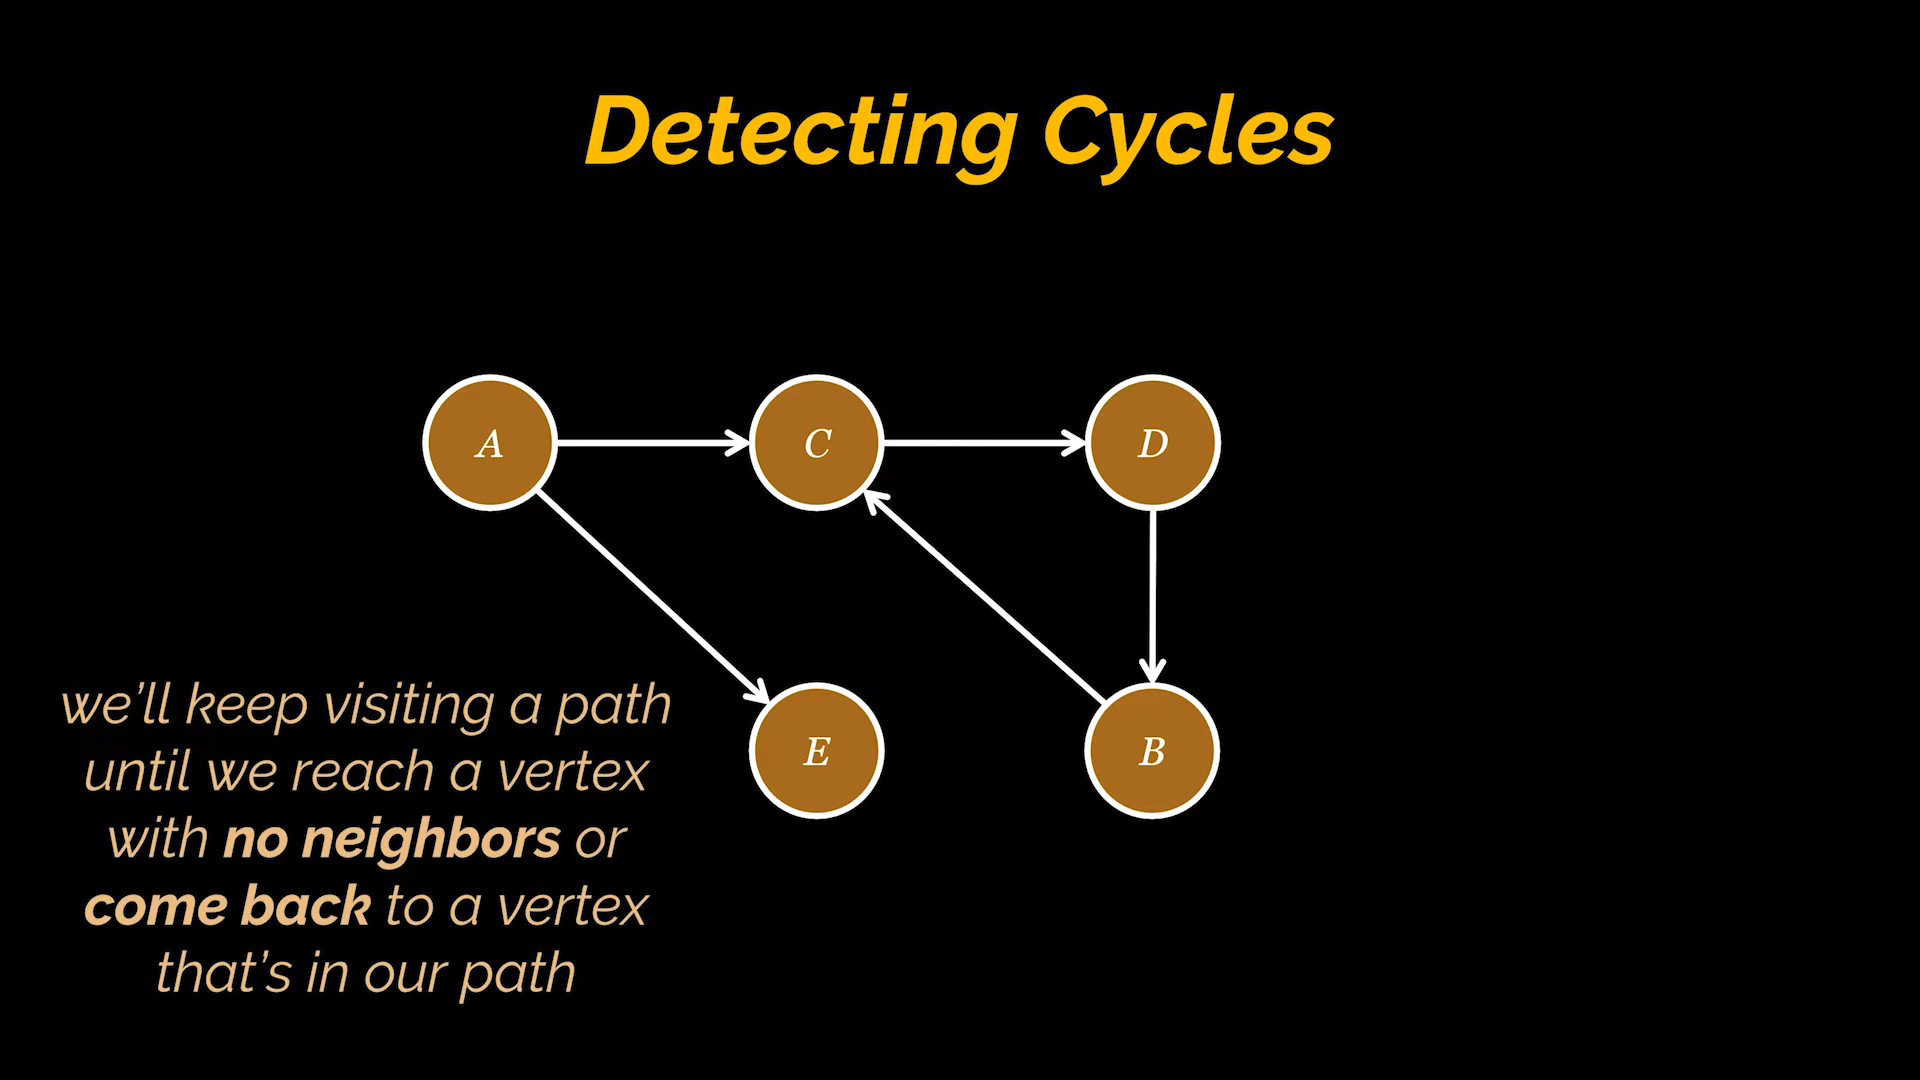 Detecting Cycles
A
C
D
E
B
we'll keep visiting a path
until we reach a vertex
with no neighbors or
come back to a vertex
that's in our path